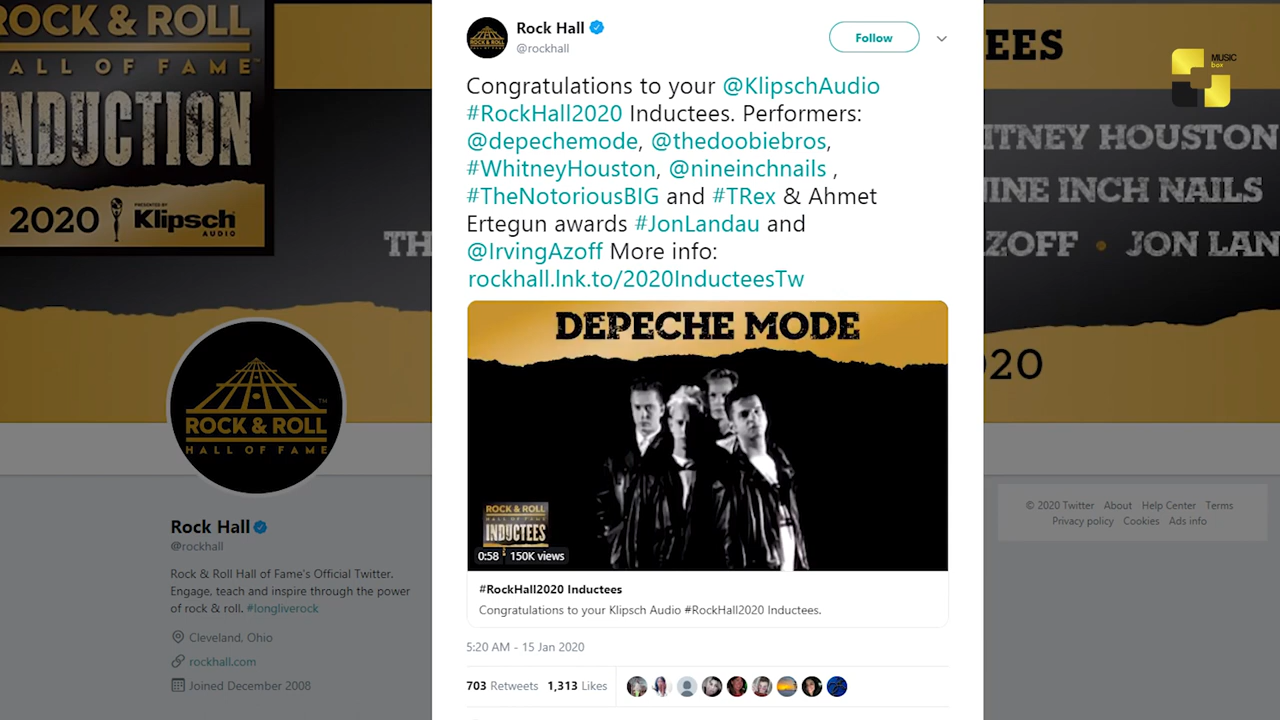 ROCK & ROLL
HALL OF FAME
INDUCTION
2020
PRESENTED BY
Klipsch
AUDIO
Rock Hall
@rockhall
Follow
Congratulations to your @KlipschAudio
#RockHall2020 Inductees. Performers:
@depechemode, @thedoobiebros,
#WhitneyHouston, @nineinchnails ,
#TheNotoriousBIG and #TRex & Ahmet
Ertegun awards #JonLandau and
@IrvingAzoff More info:
rockhall.lnk.to/2020InducteesTw
DEPECHE MODE
ROCK & ROLL
HALL OF FAME
INDUCTEES
0:58 150K views
#RockHall2020 Inductees
Congratulations to your Klipsch Audio #RockHall2020 Inductees.
5:20 AM - 15 Jan 2020
703 Retweets 1,313 Likes
ROCK & ROLL
HALL OF FAME
TM
Rock Hall
@rockhall
Rock & Roll Hall of Fame's Official Twitter.
Engage, teach and inspire through the power
of rock & roll. #longliverock
Cleveland, Ohio
rockhall.com
Joined December 2008
TH
EES
MUSIC
box
ITNEY HOUSTON
NINE INCH NAILS
ZOFF • JON LAN
20
© 2020 Twitter About Help Center Terms
Privacy policy Cookies Ads info